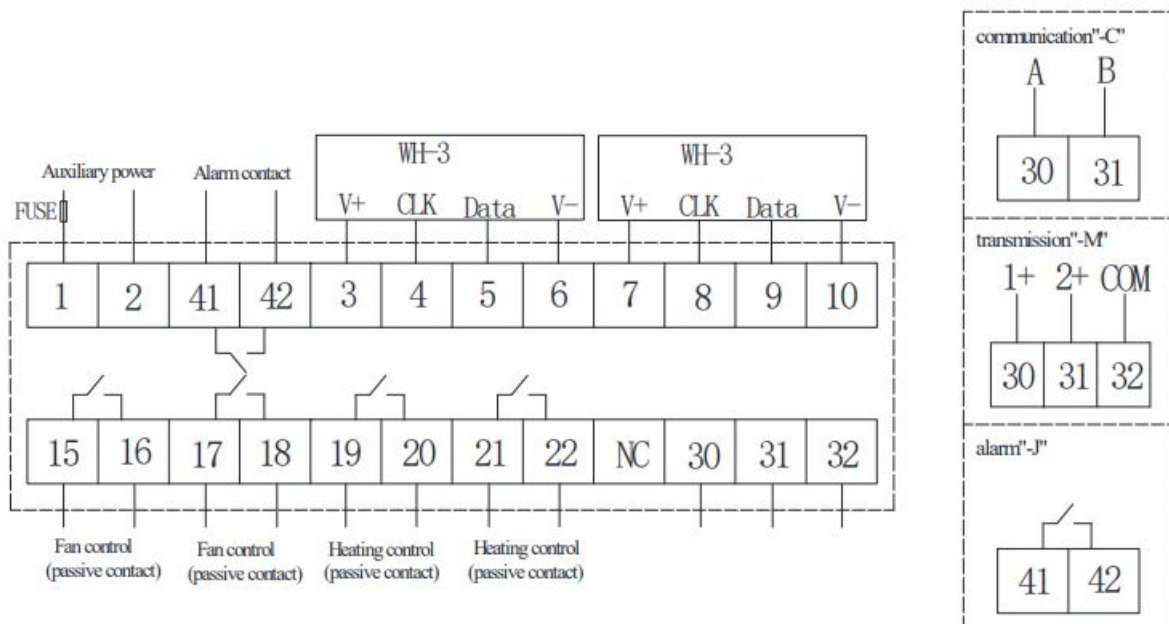 communication"-C"
A B
30 31
WH-3 WH-3
Auxiliary power Alarm contact
FUSE V+ CLK Data V- V+ CLK Data V-
1 2 41 42 3 4 5 6 7 8 9 10
transmission"-M"
1+ 2+ COM
30 31 32
15 16 17 18 19 20 21 22 NC 30 31 32
alarm"-J"
Fan control Fan control Heating control Heating control
(passive contact) (passive contact) (passive contact) (passive contact)
41 42